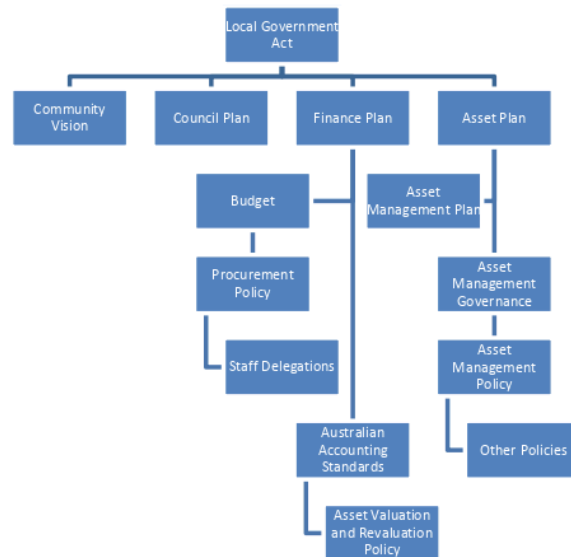 Local Government
Act
Community
Vision
Council Plan
Finance Plan
Asset Plan
Budget
Asset
Management Plan
Procurement
Policy
Asset
Management
Governance
Staff Delegations
Asset
Management
Policy
Australian
Accounting
Standards
Other Policies
Asset Valuation
and Revaluation
Policy